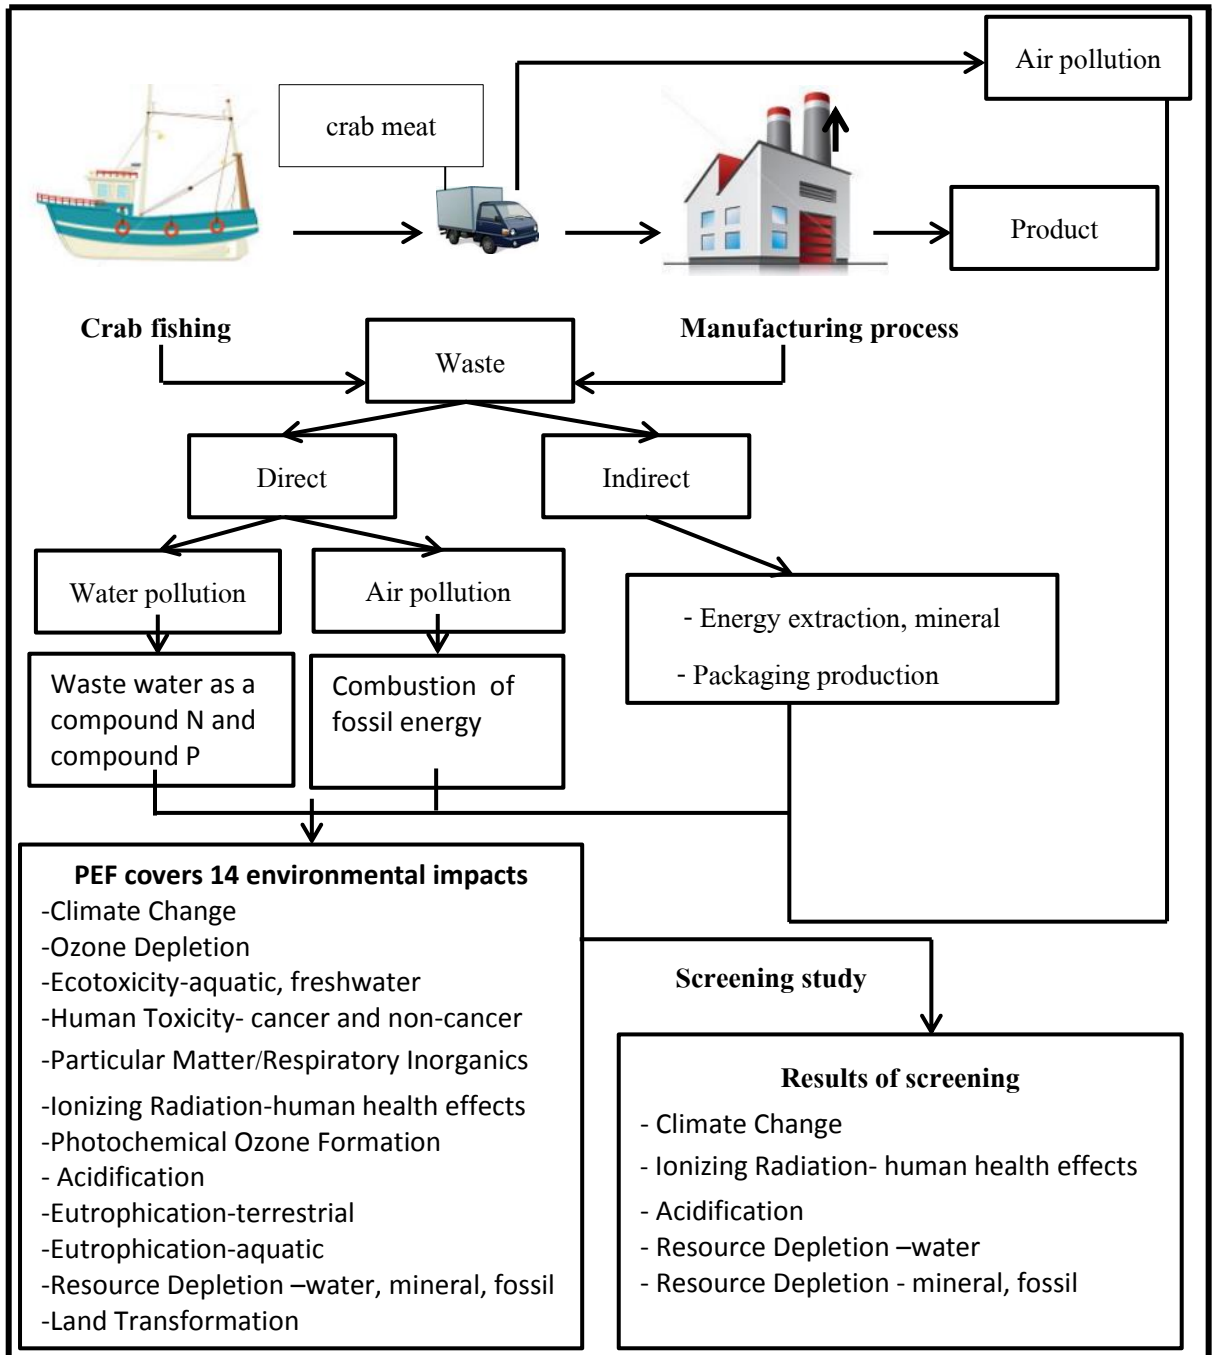 Air pollution
crab meat
Product
Crab fishing
Manufacturing process
Waste
Direct
Indirect
Water pollution
Air pollution
- Energy extraction, mineral
- Packaging production
Waste water as a
compound N and
compound P
Combustion of
fossil energy
PEF covers 14 environmental impacts
-Climate Change
-Ozone Depletion
-Ecotoxicity-aquatic, freshwater
-Human Toxicity- cancer and non-cancer
-Particular Matter/Respiratory Inorganics
-Ionizing Radiation-human health effects
-Photochemical Ozone Formation
- Acidification
-Eutrophication-terrestrial
-Eutrophication-aquatic
-Resource Depletion –water, mineral, fossil
-Land Transformation
Screening study
Results of screening
- Climate Change
- Ionizing Radiation- human health effects
- Acidification
- Resource Depletion –water
- Resource Depletion - mineral, fossil